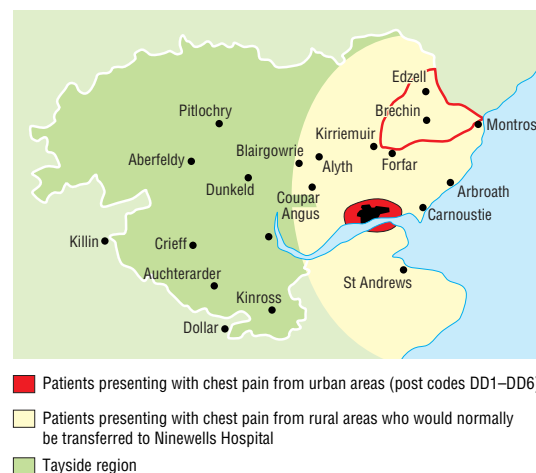 Edzell
Brechin
Pitlochry
Montros
Kirriemuir
Blairgowrie
Forfar
Alyth
Aberfeldy
Dunkeld
Coupar
Angus
Arbroath
Carnoustie
Killin
Crieff
St Andrews
Auchterarder
Kinross
Dollar
Patients presenting with chest pain from urban areas (post codes DD1–DD6)
Patients presenting with chest pain from rural areas who would normally
be transferred to Ninewells Hospital
Tayside region